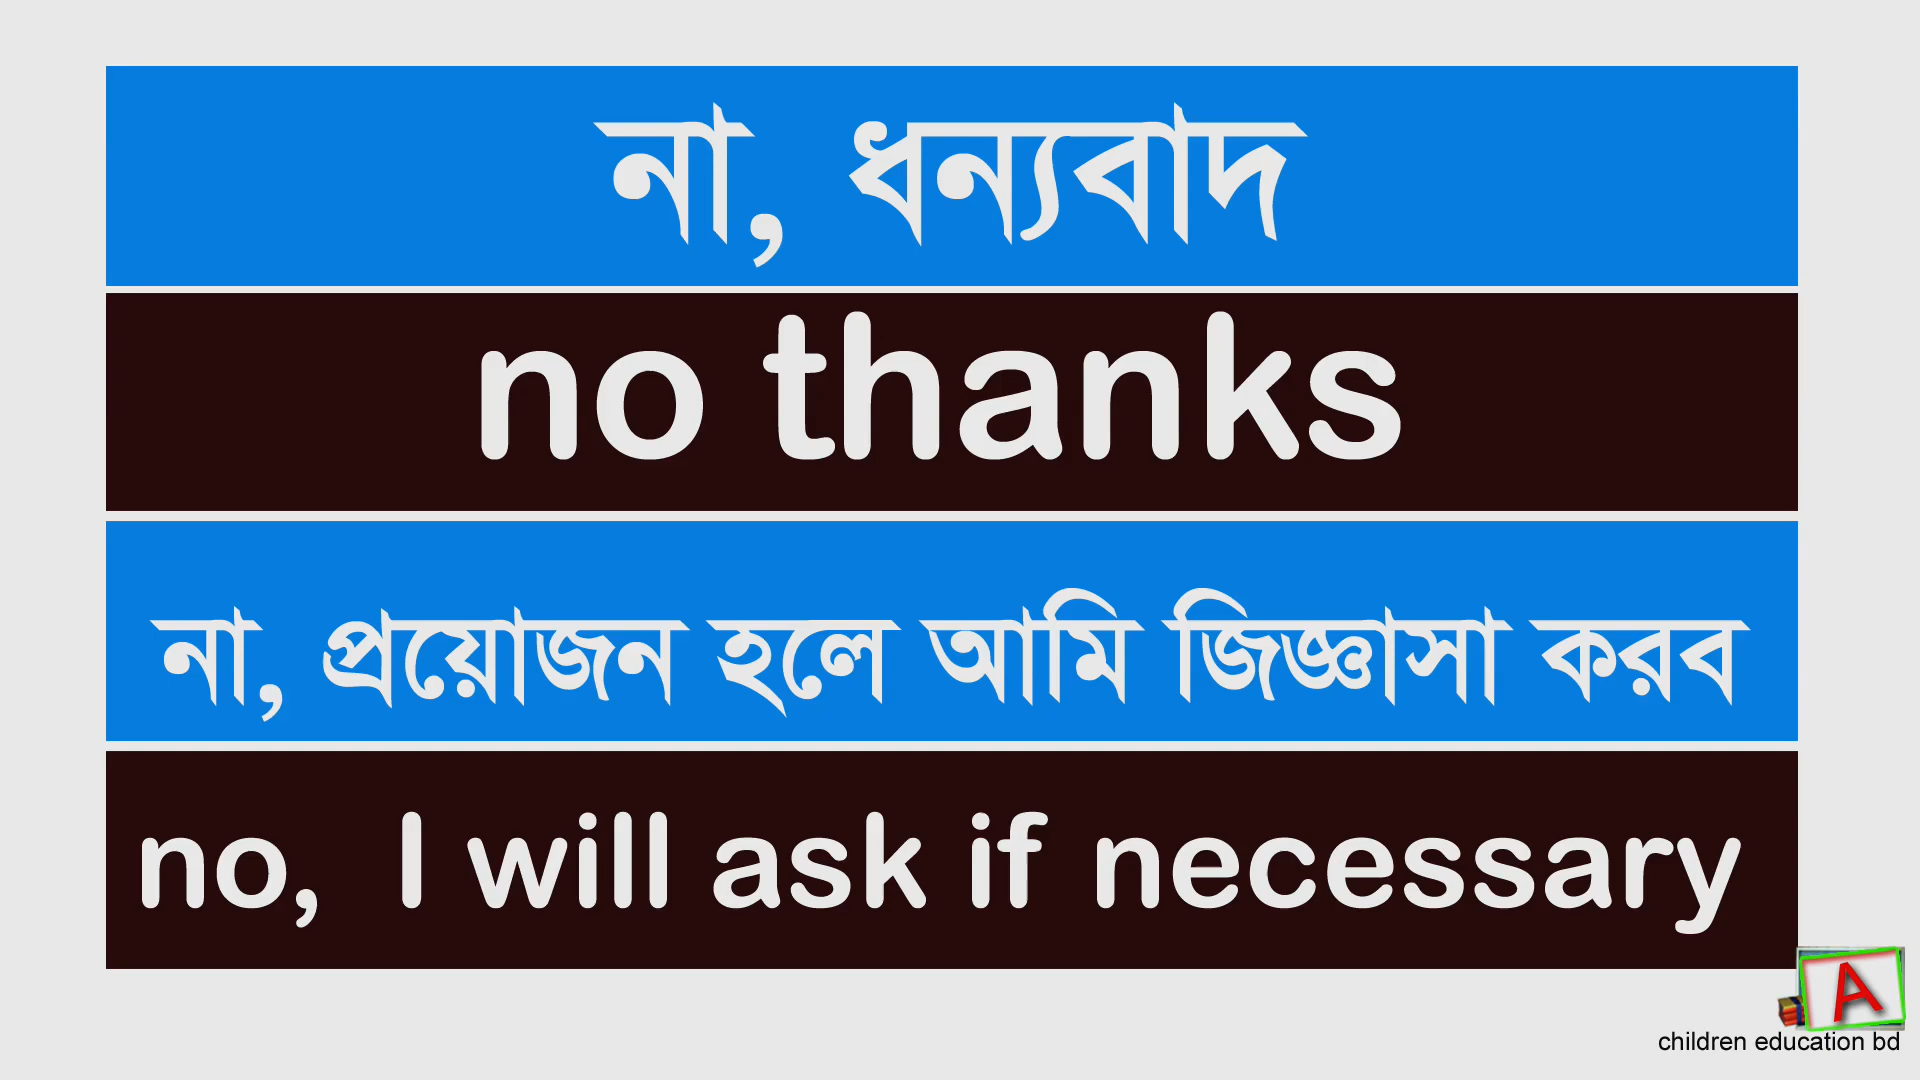 না, ধন্যবাদ
no thanks
না, প্রয়োজন হলে আমি জিজ্ঞাসা করব
no, I will ask if necessary
A
children education bd